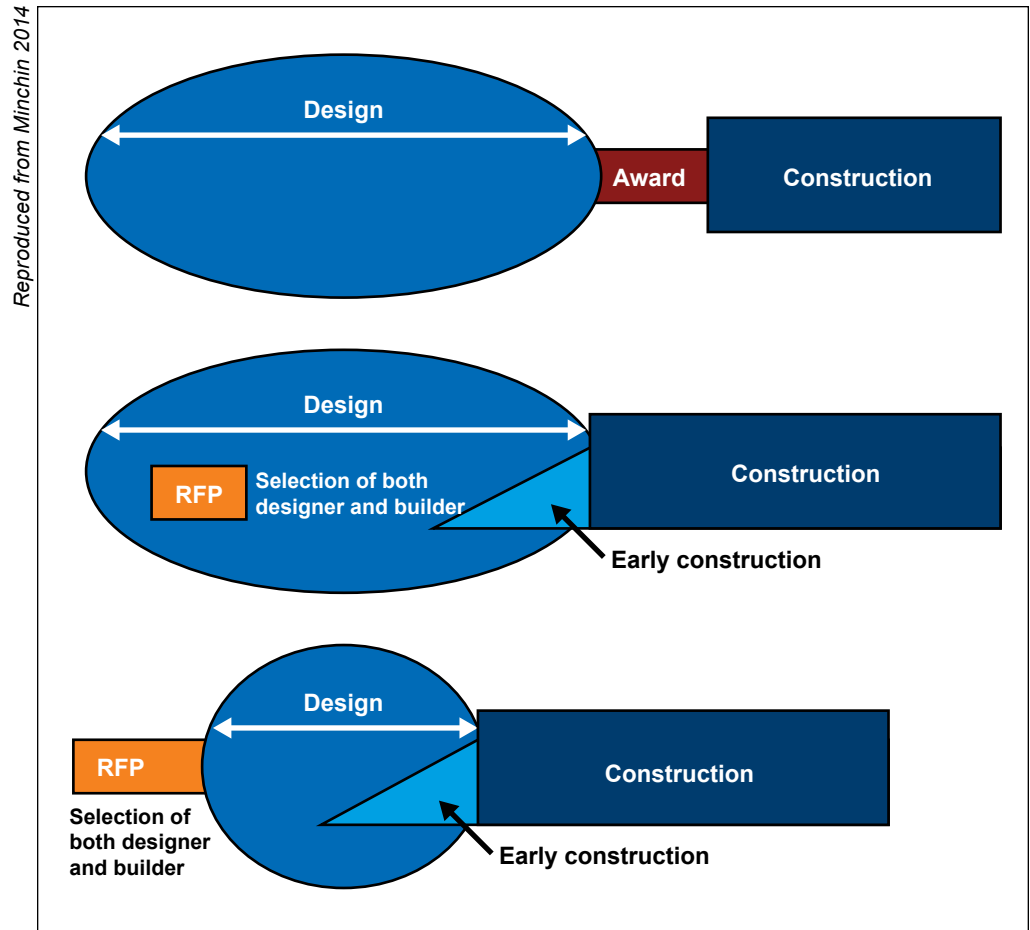 Reproduced from Minchin 2014
Design
Award
Construction
Design
RFP
Selection of both
designer and builder
Construction
Early construction
Design
RFP
Construction
Selection of
both designer
and builder
Early construction